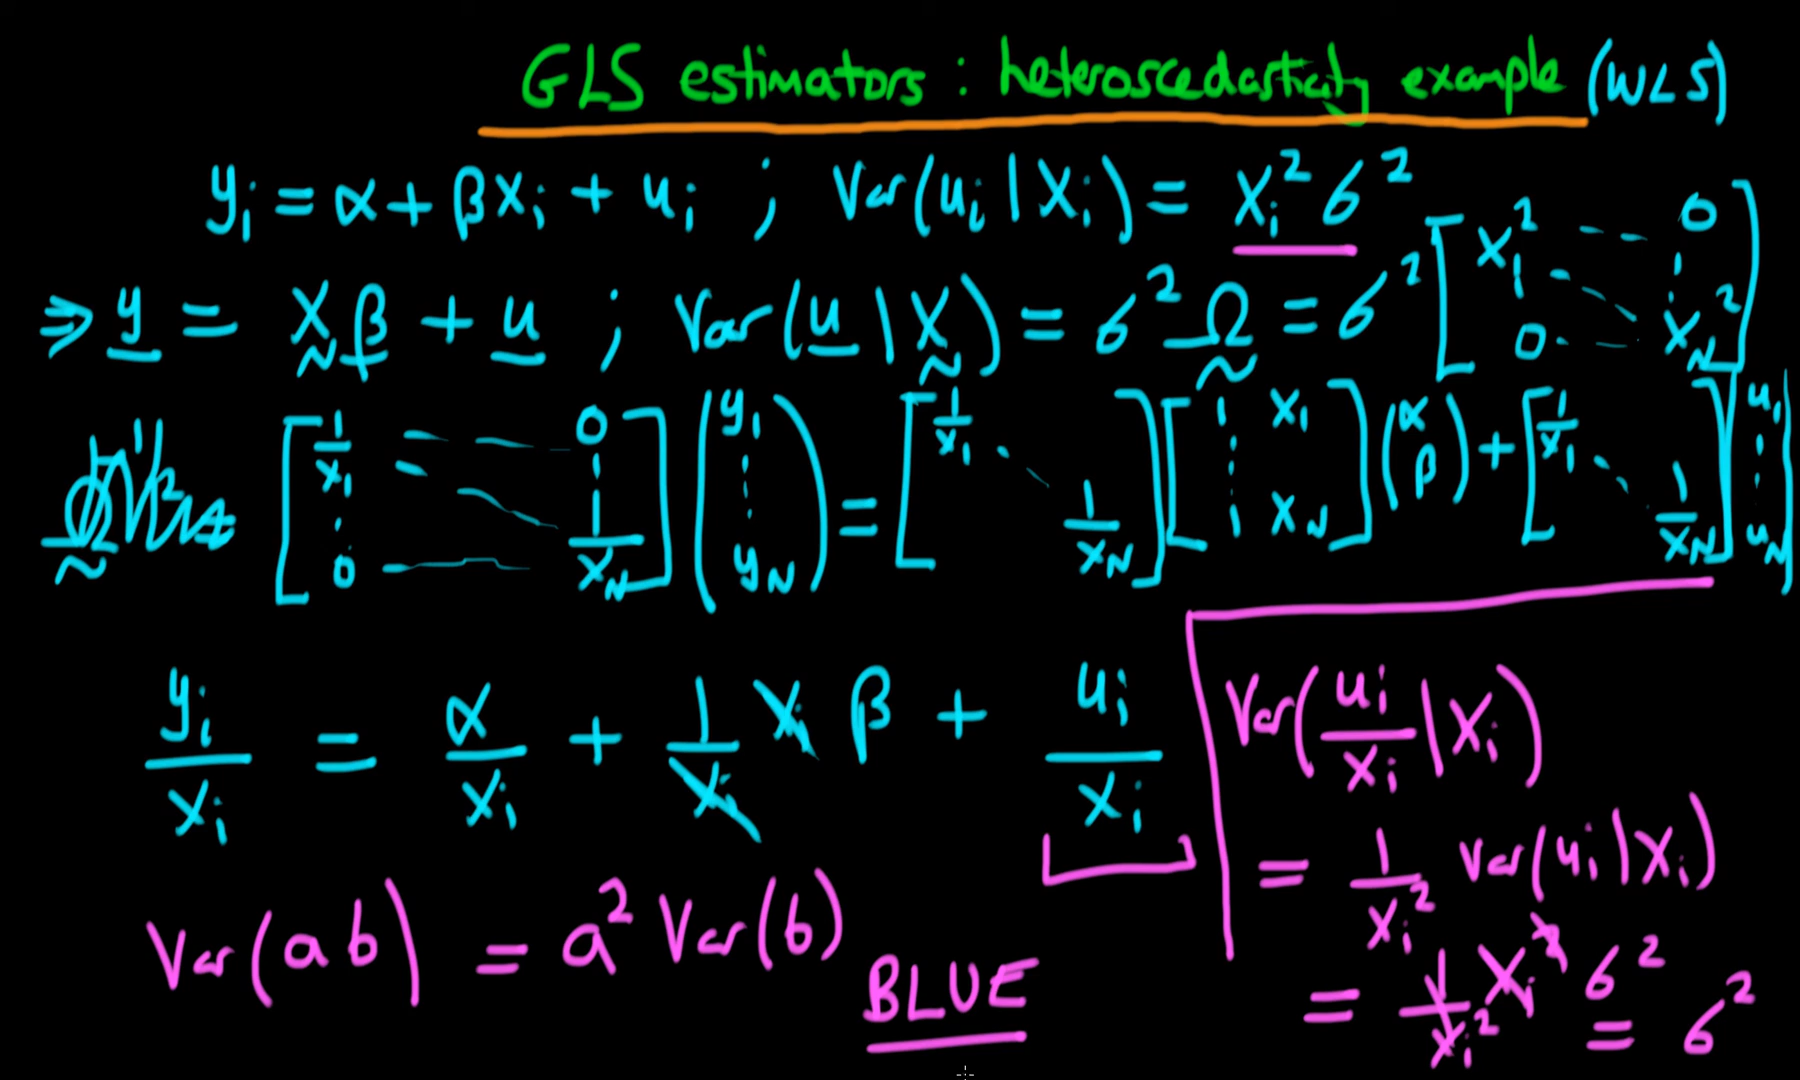 GLS estimators : heteroscedasticity example (WLS)
yᵢ = α + βxᵢ + uᵢ ; Var(uᵢ|Xᵢ) = Xᵢ²σ²
⇒ y = Xβ + u ; Var(u|X) = σ²Ω = σ² [X₁² -- 0 ⋮ 0 -- X_N²]
[1/x₁ -- 0 ⋮ 0 -- 1/x_N] (y₁ ⋮ y_N) = [1/x₁ ⋱ 1/x_N] [1 x₁ ⋮ 1 x_N] (α β) + [1/x₁ ⋱ 1/x_N] [u₁ ⋮ u_N]
yᵢ/xᵢ = α/xᵢ + 1/xᵢ xᵢ β + uᵢ/xᵢ
Var(uᵢ/xᵢ|Xᵢ)
= 1/xᵢ² Var(uᵢ|Xᵢ)
= 1/xᵢ² Xᵢ² σ² = σ²
Var(ab) = a² Var(b)
BLUE